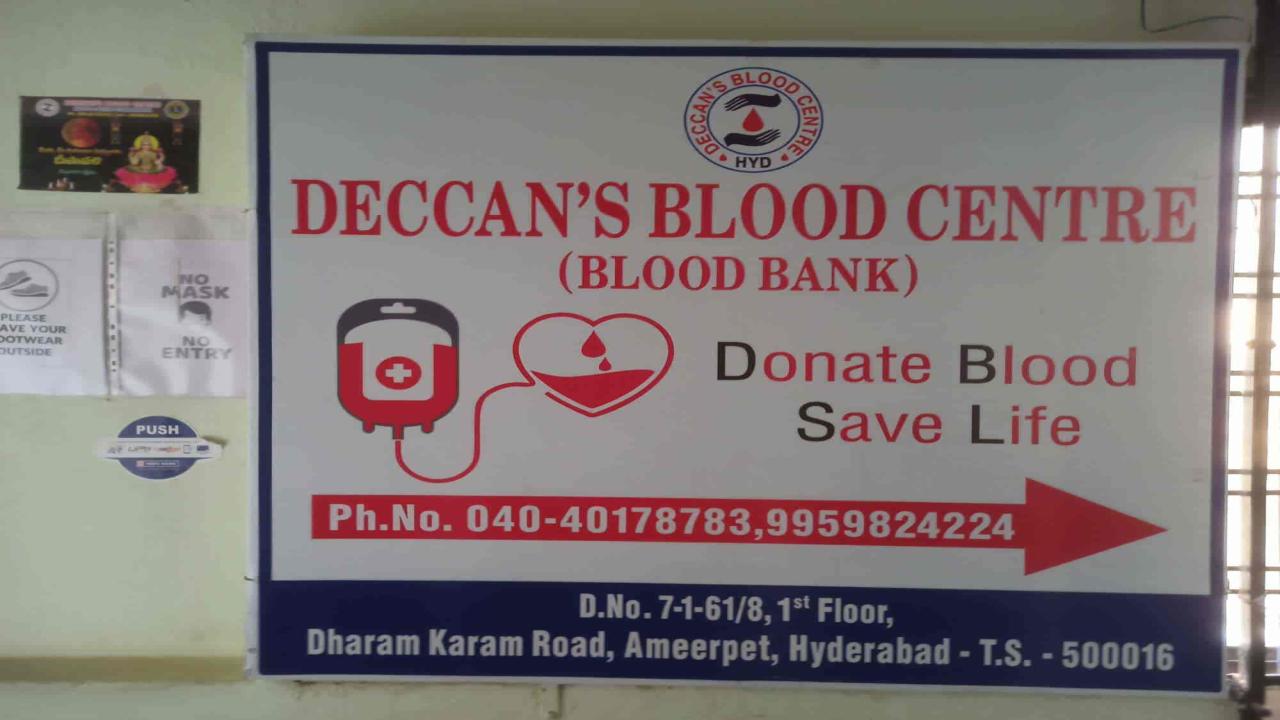 DECCAN'S BLOOD CENTRE
HYD
DECCAN'S BLOOD CENTRE
(BLOOD BANK)
Donate Blood
Save Life
Ph.No. 040-40178783,9959824224
D.No. 7-1-61/8, 1st Floor,
Dharam Karam Road, Ameerpet, Hyderabad - T.S. - 500016
PLEASE
AVE YOUR
OOTWEAR
OUTSIDE
NO
MASK
NO
ENTRY
PUSH